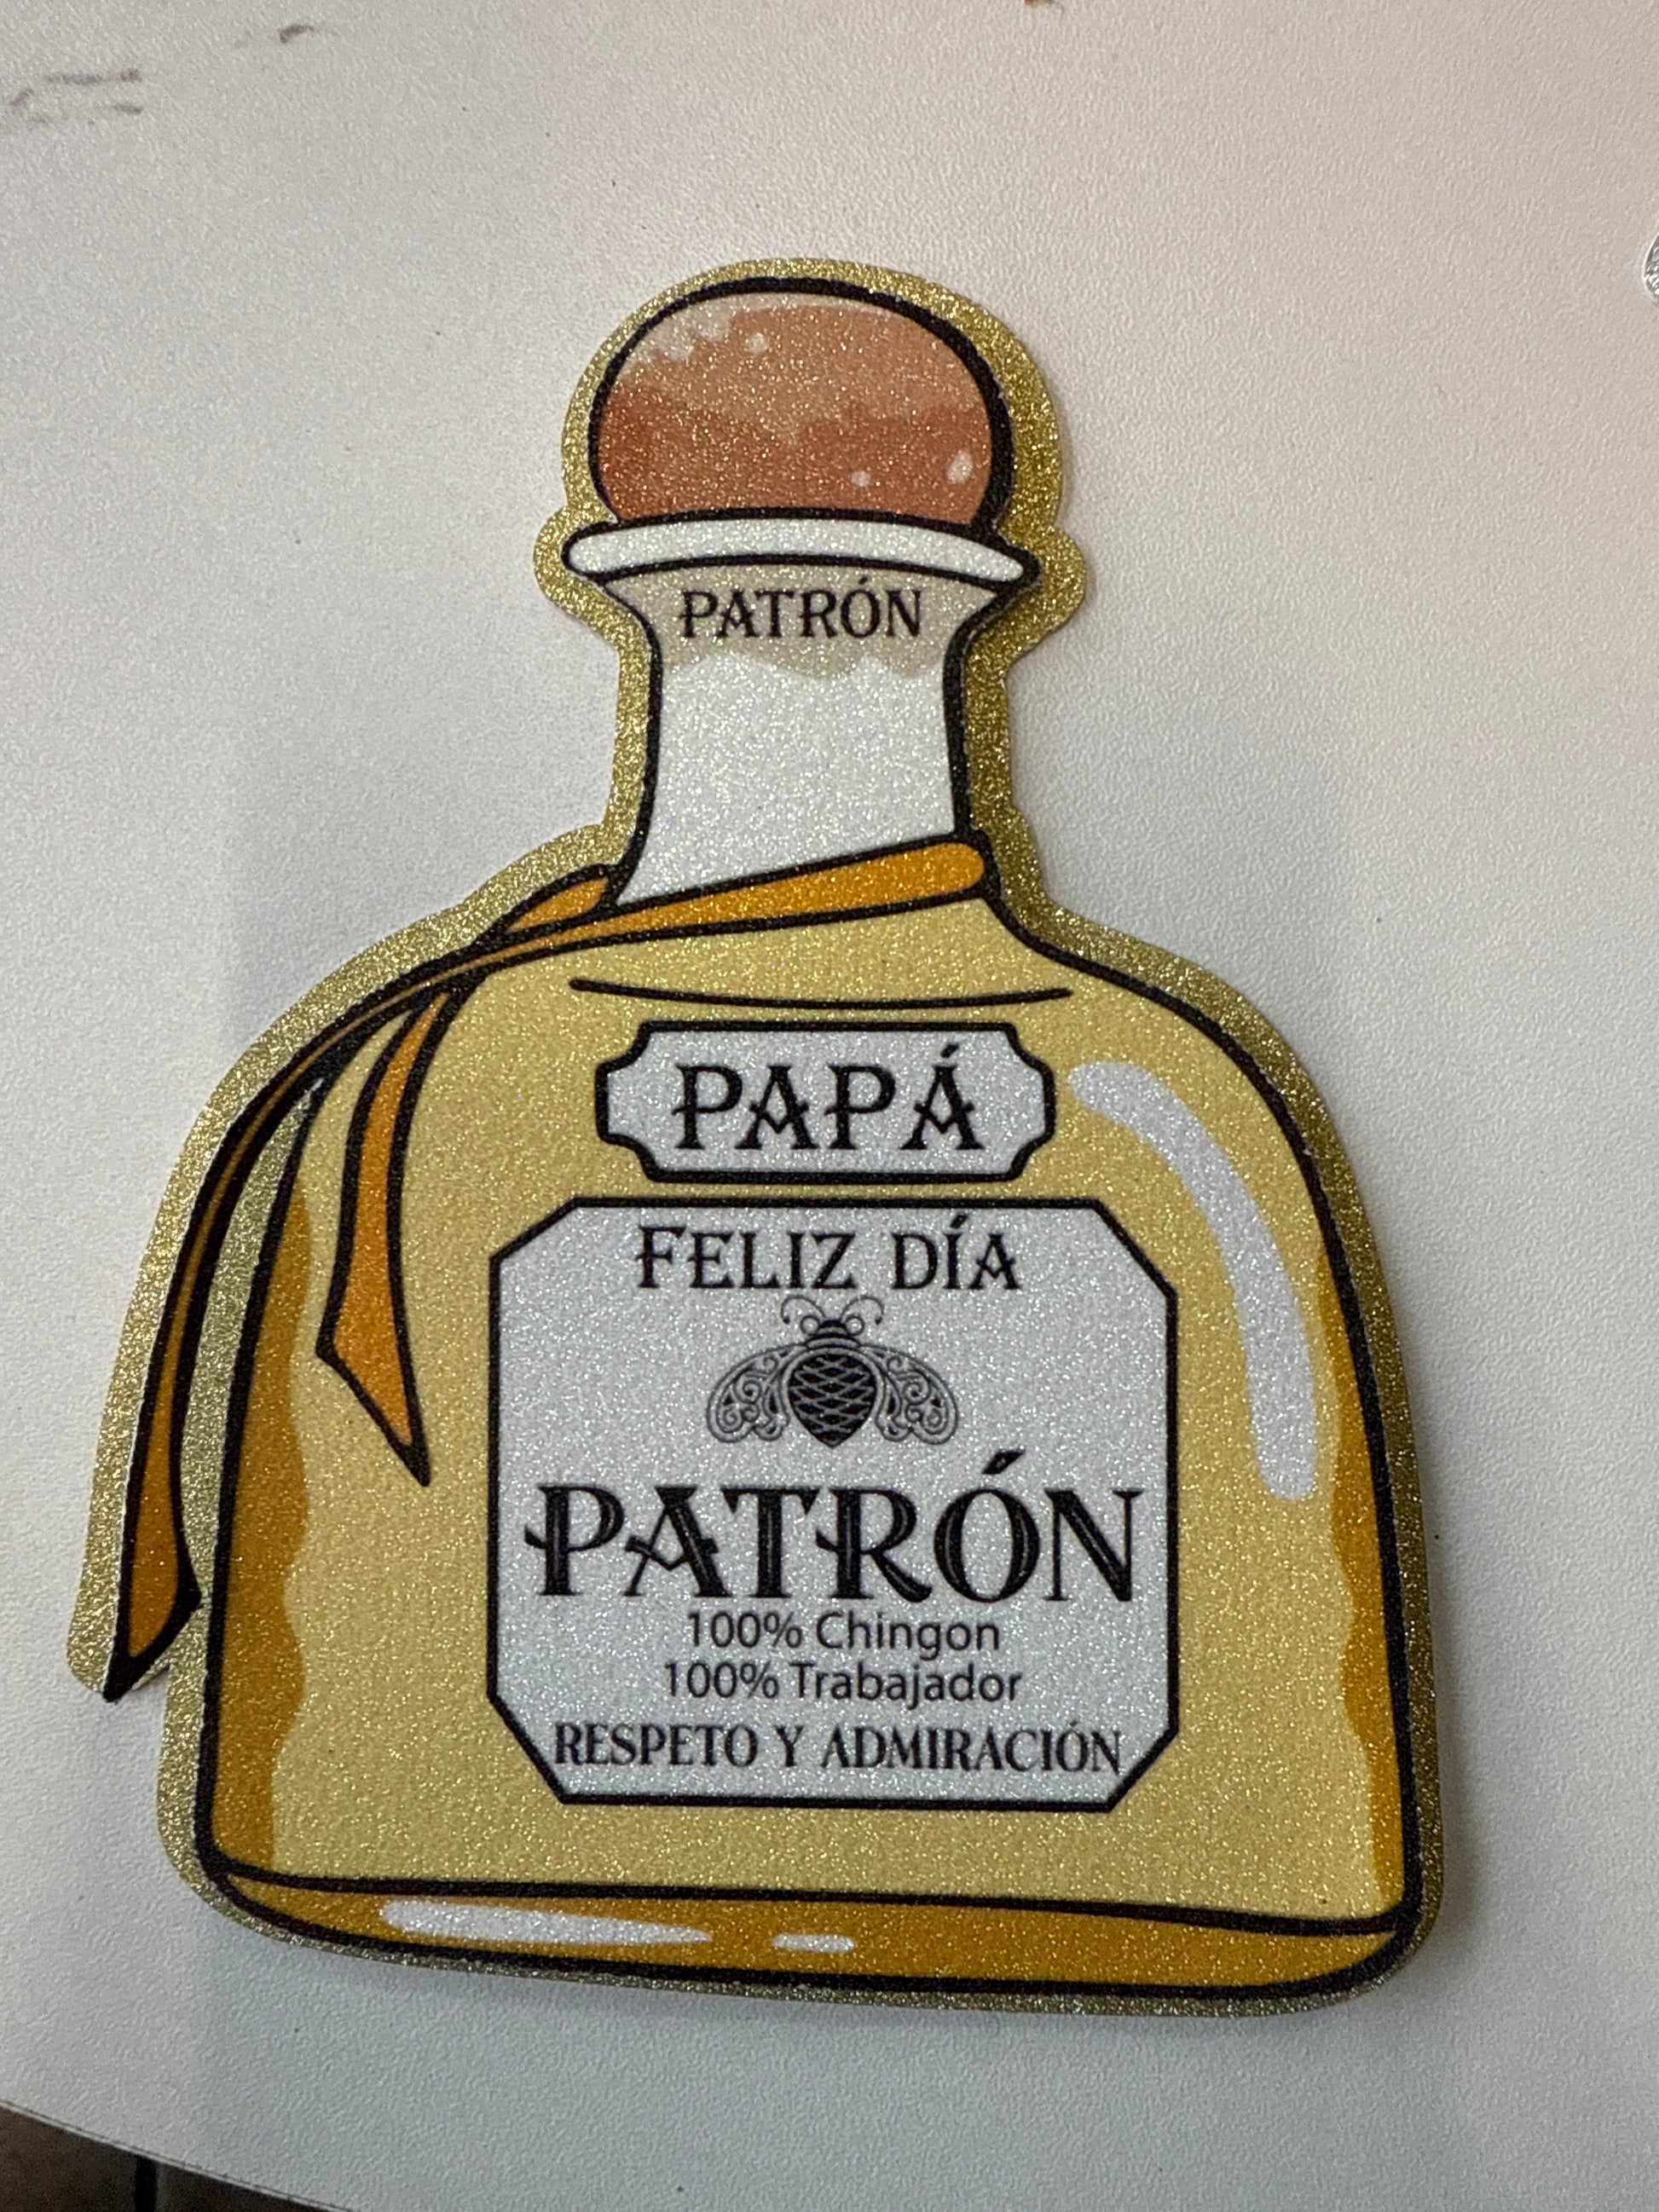 PATRÓN
PAPÁ
FELIZ DÍA
PATRÓN
100% Chingon
100% Trabajador
RESPETO Y ADMIRACIÓN